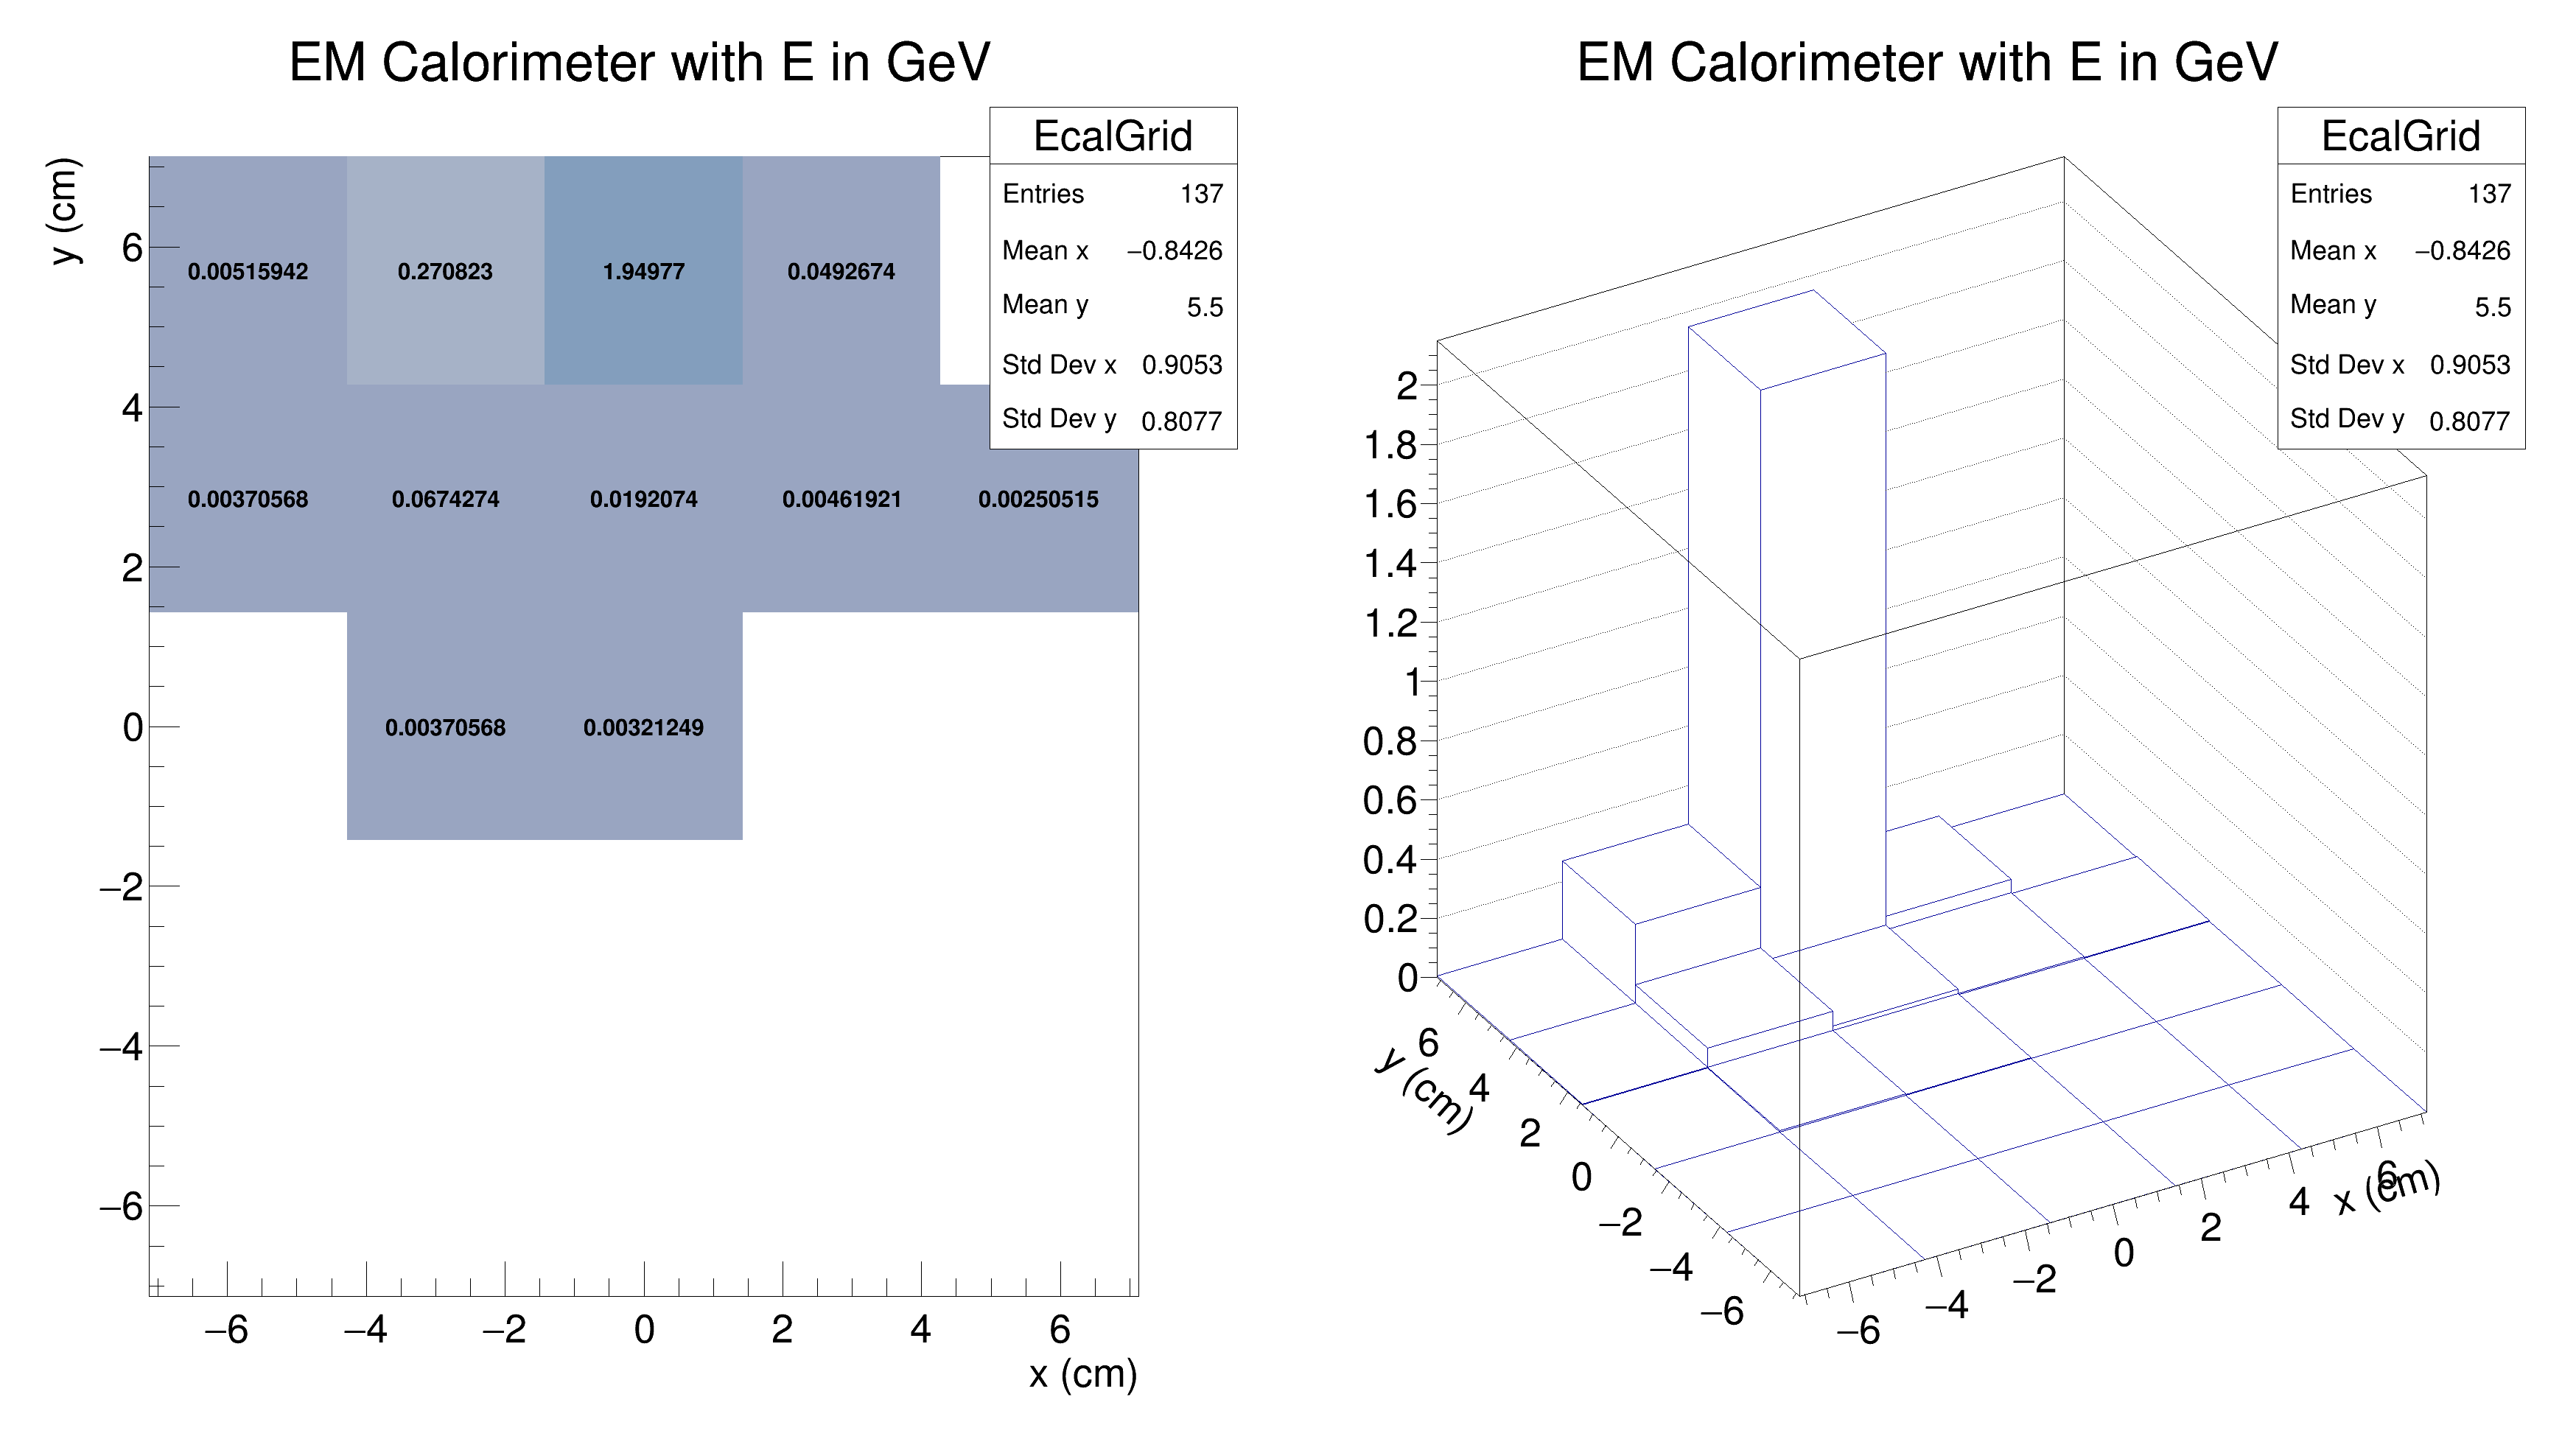 EM Calorimeter with E in GeV
EcalGrid
Entries 137
Mean x −0.8426
Mean y 5.5
Std Dev x 0.9053
Std Dev y 0.8077
y (cm)
6
4
2
0
−2
−4
−6
0.00515942 0.270823 1.94977 0.0492674
0.00370568 0.0674274 0.0192074 0.00461921 0.00250515
0.00370568 0.00321249
−6 −4 −2 0 2 4 6
x (cm)
EM Calorimeter with E in GeV
EcalGrid
Entries 137
Mean x −0.8426
Mean y 5.5
Std Dev x 0.9053
Std Dev y 0.8077
2
1.8
1.6
1.4
1.2
1
0.8
0.6
0.4
0.2
0
y (cm)
6
4
2
0
−2
−4
−6
−6 −4 −2 0 2 4 6
x (cm)